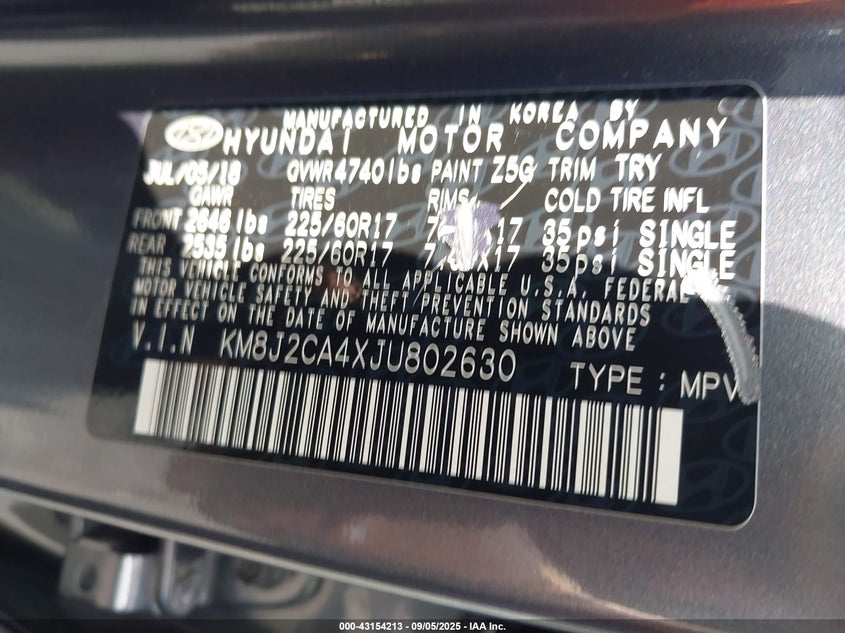 MANUFACTURED IN KOREA BY
HYUNDAI MOTOR COMPANY
JUL/05/18 GVWR4740lbs PAINT Z5G TRIM TRY
GAWR TIRES RIMS COLD TIRE INFL
FRONT 2646lbs 225/60R17 X17 35psi SINGLE
REAR 2535lbs 225/60R17 X17 35psi SINGLE
THIS VEHICLE CONFORMS TO ALL APPLICABLE U.S.A. FEDERAL
MOTOR VEHICLE SAFETY AND THEFT PREVENTION STANDARDS
IN EFFECT ON THE DATE OF MANUFACTURE SHOWN ABOVE
V.I.N KM8J2CA4XJU802630 TYPE : MPV
000-43154213 - 09/05/2025 - IAA Inc.